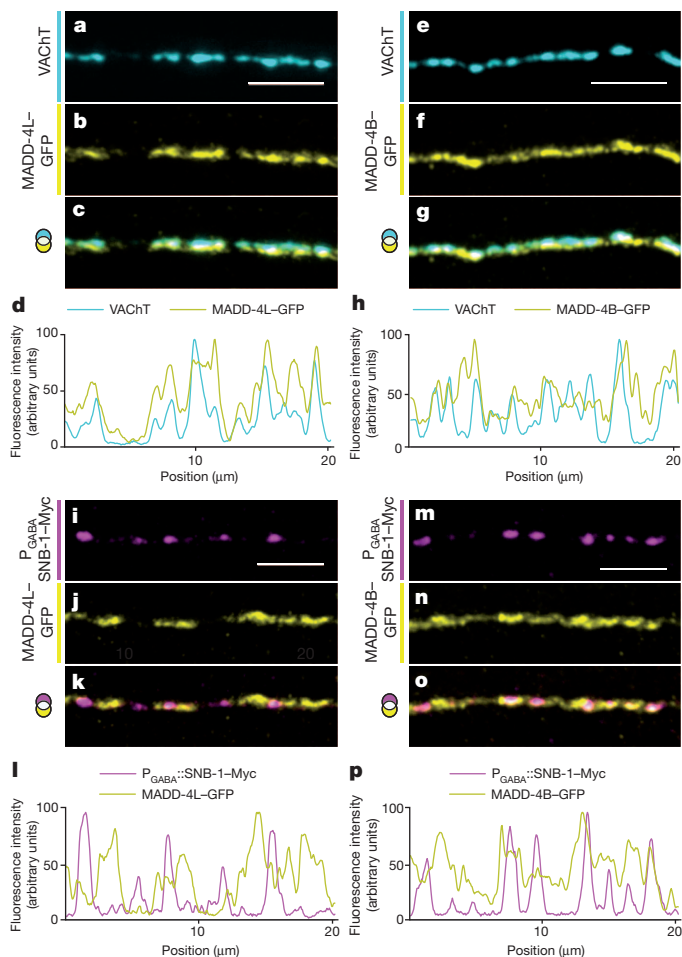 a
VAChT
b
MADD-4L–
GFP
c
d
VAChT
MADD-4L–GFP
Fluorescence intensity
(arbitrary units)
100
50
0
10
20
Position (μm)
e
VAChT
f
MADD-4B–
GFP
g
h
VAChT
MADD-4B–GFP
Fluorescence intensity
(arbitrary units)
100
50
0
10
20
Position (μm)
i
PGABA
SNB-1–Myc
j
MADD-4L–
GFP
10
20
k
l
PGABA::SNB-1–Myc
MADD-4L–GFP
Fluorescence intensity
(arbitrary units)
100
50
0
10
20
Position (μm)
m
PGABA
SNB-1–Myc
n
MADD-4B–
GFP
o
p
PGABA::SNB-1–Myc
MADD-4B–GFP
Fluorescence intensity
(arbitrary units)
100
50
0
10
20
Position (μm)